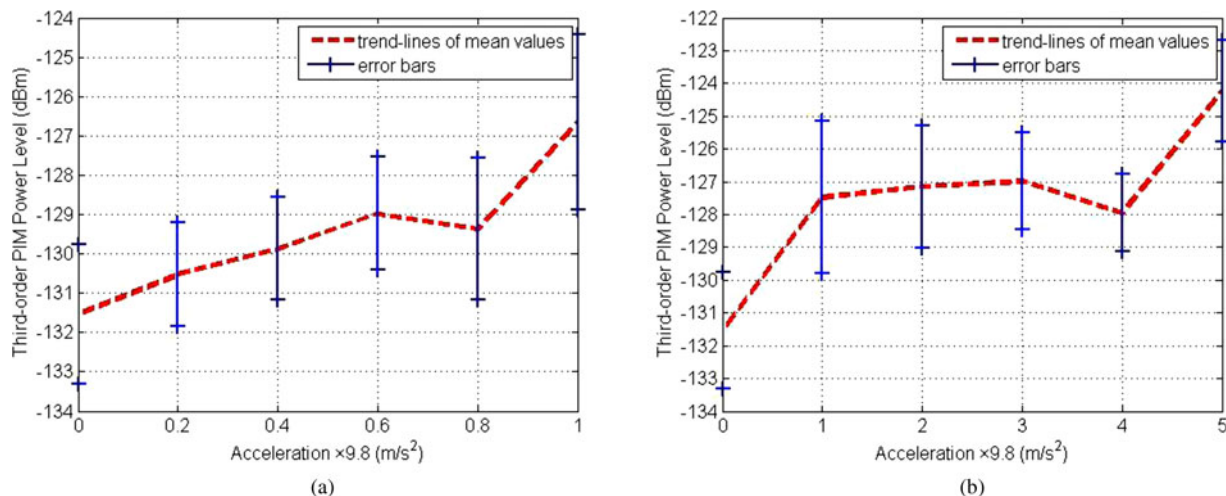 -124
-125
-126
-127
-128
-129
-130
-131
-132
-133
-134
Third-order PIM Power Level (dBm)
trend-lines of mean values
error bars
0 0.2 0.4 0.6 0.8 1
Acceleration ×9.8 (m/s²)
(a)
-122
-123
-124
-125
-126
-127
-128
-129
-130
-131
-132
-133
-134
Third-order PIM Power Level (dBm)
trend-lines of mean values
error bars
0 1 2 3 4 5
Acceleration ×9.8 (m/s²)
(b)